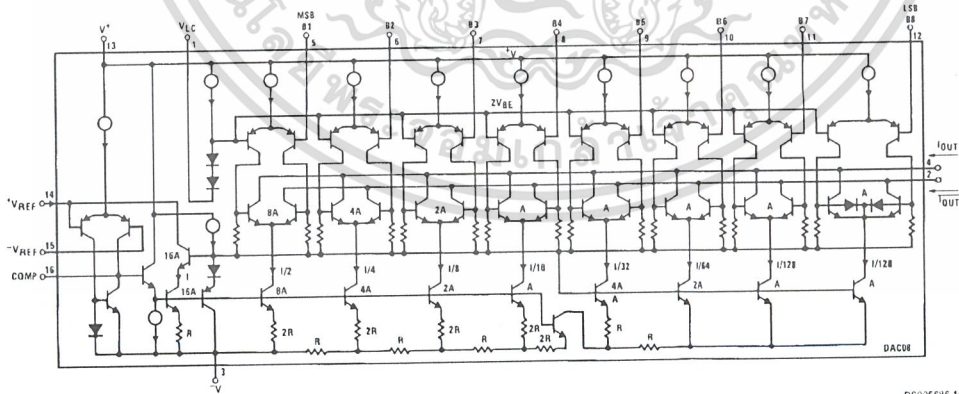 MSB
LSB
V+
VLC
B1
B2
B3
B4
B5
B6
B7
B8
13
1
5
6
7
8
9
10
11
12
+V
2VBE
IOUT
4
2
IOUT
14
+VREF
15
-VREF
COMP
16
8A
4A
2A
A
A
A
A
A
16A
I
16A
I/2
I/4
I/8
I/16
I/32
I/64
I/128
I/128
8A
4A
2A
A
4A
A
2A
A
A
R
2R
2R
2R
2R
R
R
R
R
2R
R
DAC08
3
-V